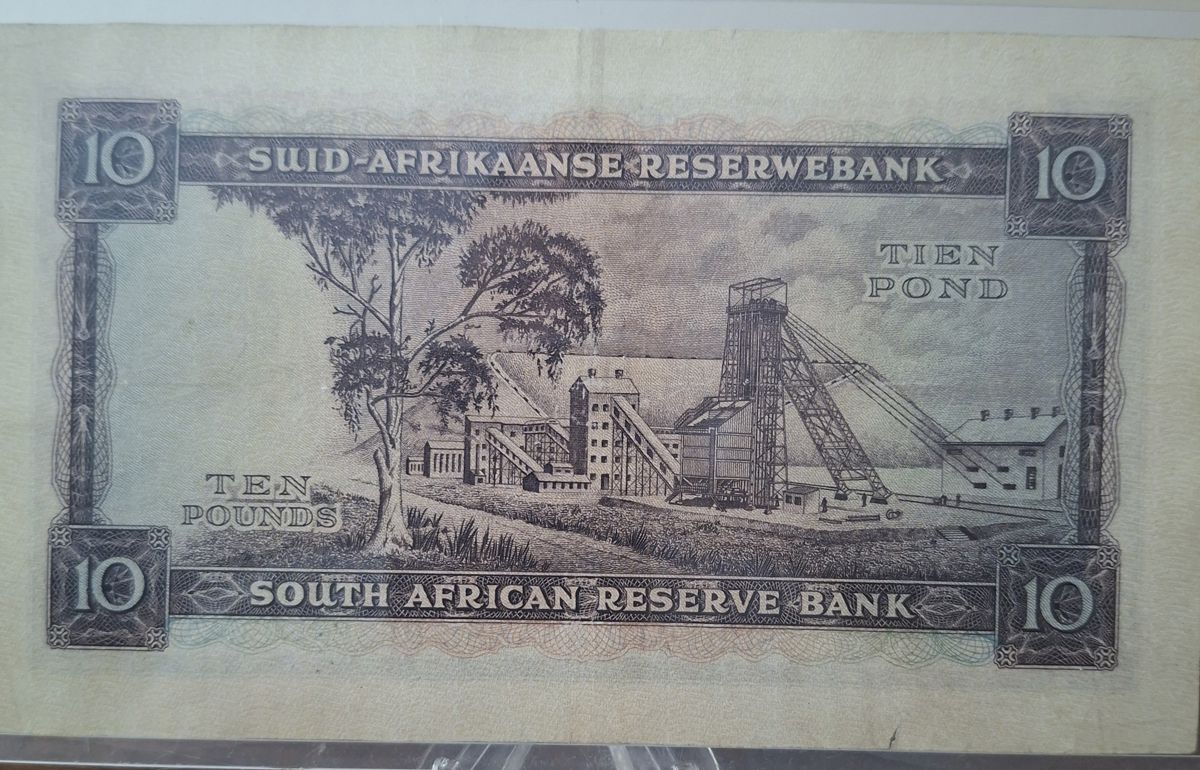 10 SUID-AFRIKAANSE RESERWEBANK 10
TIEN
POND
TEN
POUNDS
10 SOUTH AFRICAN RESERVE BANK 10